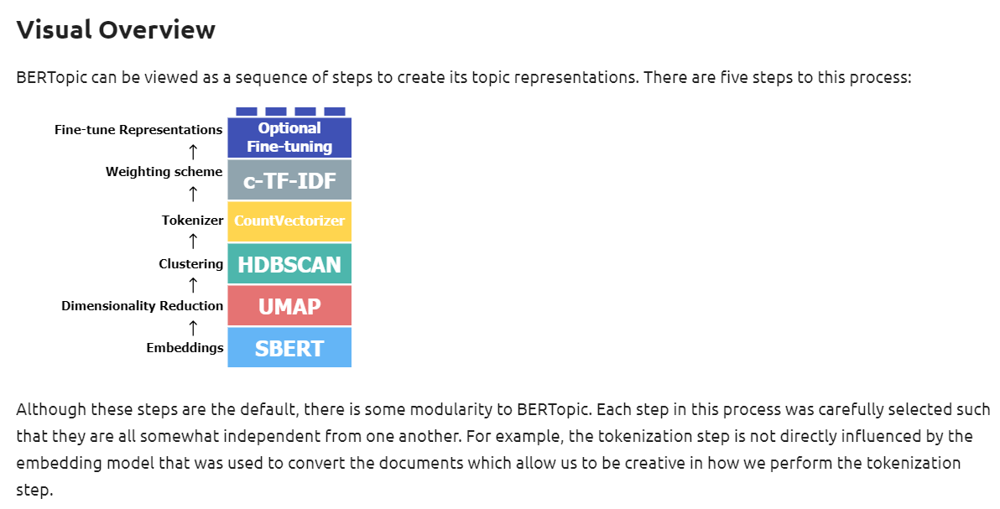 Visual Overview
BERTopic can be viewed as a sequence of steps to create its topic representations. There are five steps to this process:
Fine-tune Representations
Optional
Fine-tuning
↑
Weighting scheme
c-TF-IDF
↑
Tokenizer
CountVectorizer
↑
Clustering
HDBSCAN
↑
Dimensionality Reduction
UMAP
↑
Embeddings
SBERT
Although these steps are the default, there is some modularity to BERTopic. Each step in this process was carefully selected such
that they are all somewhat independent from one another. For example, the tokenization step is not directly influenced by the
embedding model that was used to convert the documents which allow us to be creative in how we perform the tokenization
step.